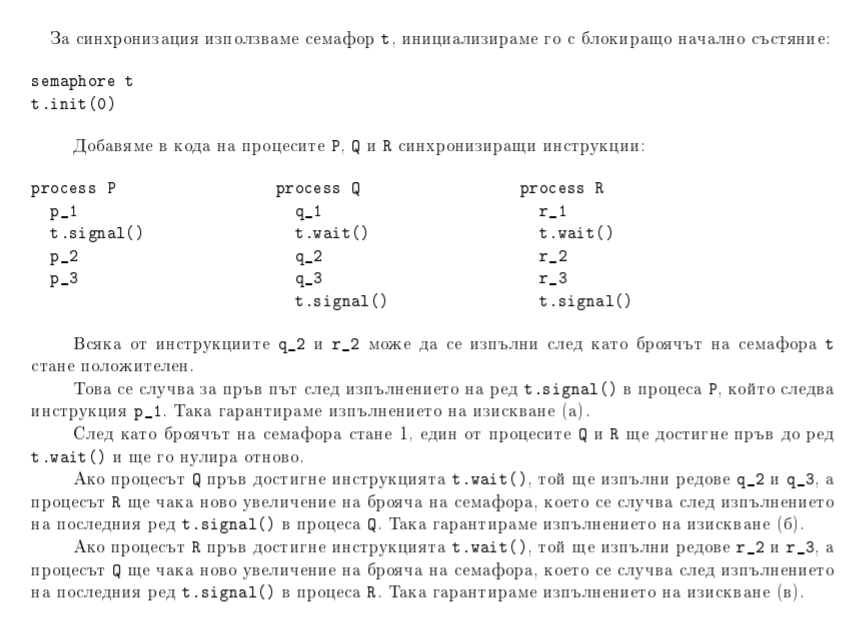 За синхронизация използваме семафор t, инициализираме го с блокиращо начално състяние:
semaphore t
t.init(0)
Добавяме в кода на процесите P, Q и R синхронизиращи инструкции:
process P process Q process R
p_1 q_1 r_1
t.signal() t.wait() t.wait()
p_2 q_2 r_2
p_3 q_3 r_3
t.signal() t.signal()
Всяка от инструкциите q_2 и r_2 може да се изпълни след като броячът на семафора t
стане положителен.
Това се случва за пръв път след изпълнението на ред t.signal() в процеса P, който следва
инструкция p_1. Така гарантираме изпълнението на изискване (а).
След като броячът на семафора стане 1, един от процесите Q и R ще достигне пръв до ред
t.wait() и ще го нулира отново.
Ако процесът Q пръв достигне инструкцията t.wait(), той ще изпълни редове q_2 и q_3, а
процесът R ще чака ново увеличение на брояча на семафора, което се случва след изпълнението
на последния ред t.signal() в процеса Q. Така гарантираме изпълнението на изискване (б).
Ако процесът R пръв достигне инструкцията t.wait(), той ще изпълни редове r_2 и r_3, а
процесът Q ще чака ново увеличение на брояча на семафора, което се случва след изпълнението
на последния ред t.signal() в процеса R. Така гарантираме изпълнението на изискване (в).